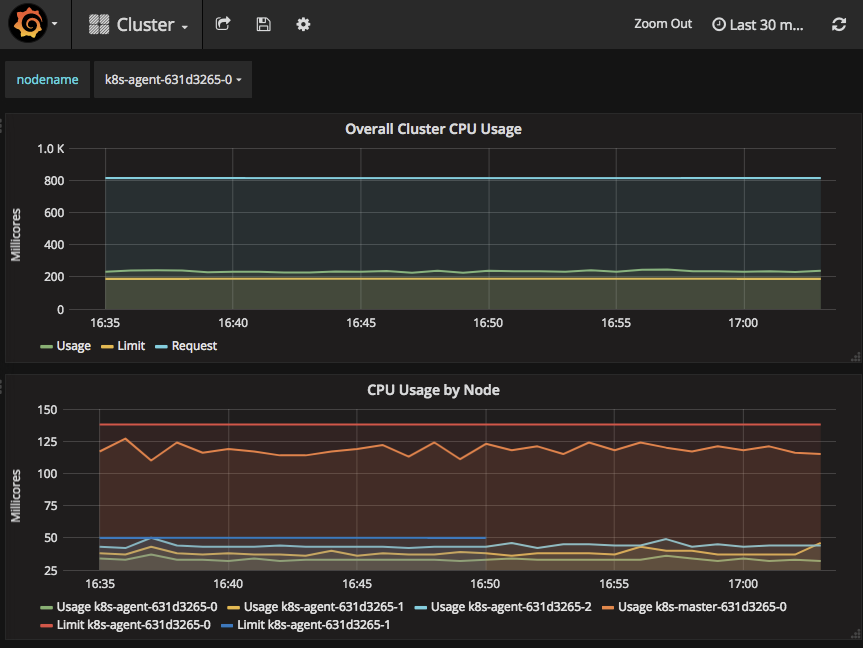 Cluster
Zoom Out
Last 30 m...
nodename
k8s-agent-631d3265-0
Overall Cluster CPU Usage
Millicores
1.0 K
800
600
400
200
0
16:35 16:40 16:45 16:50 16:55 17:00
Usage Limit Request
CPU Usage by Node
Millicores
150
125
100
75
50
25
16:35 16:40 16:45 16:50 16:55 17:00
Usage k8s-agent-631d3265-0 Usage k8s-agent-631d3265-1 Usage k8s-agent-631d3265-2 Usage k8s-master-631d3265-0
Limit k8s-agent-631d3265-0 Limit k8s-agent-631d3265-1